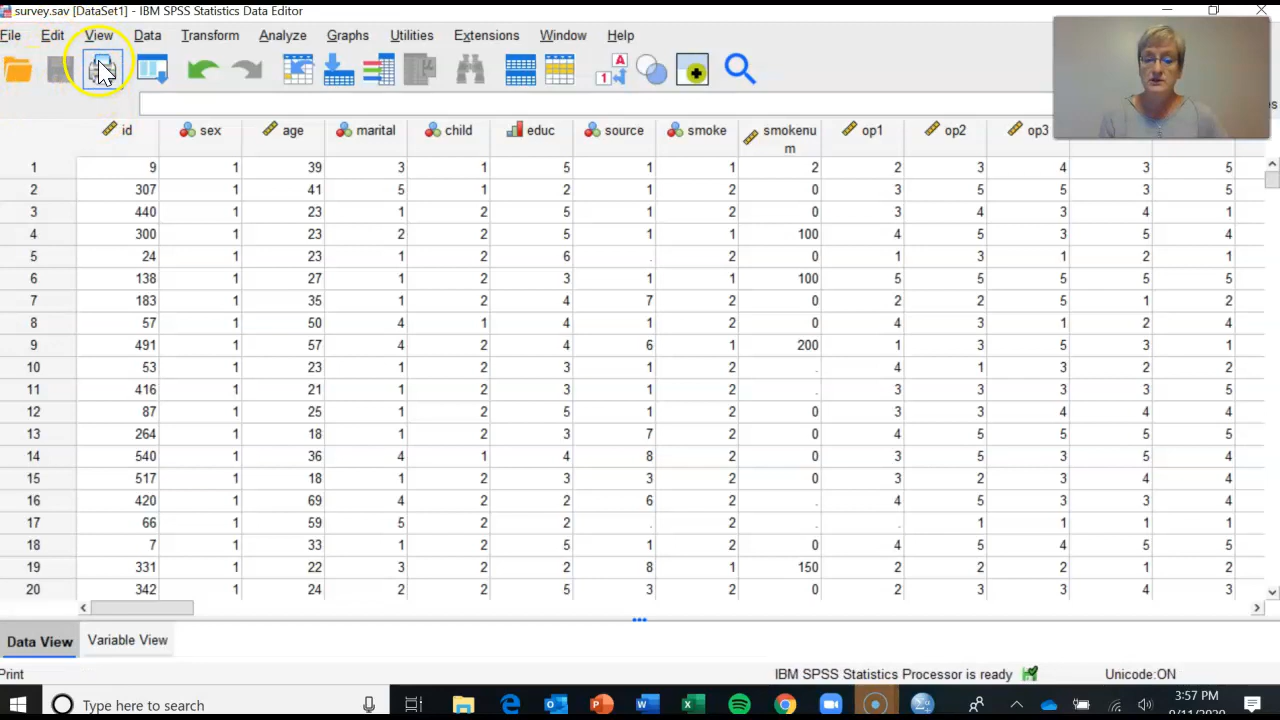 survey.sav [DataSet1] - IBM SPSS Statistics Data Editor
File Edit View Data Transform Analyze Graphs Utilities Extensions Window Help
id sex age marital child educ source smoke smokenum op1 op2 op3
1 9 1 39 3 1 5 1 1 2 2 3 4 3 5
2 307 1 41 5 1 2 1 2 0 3 5 5 3 5
3 440 1 23 1 2 5 1 2 0 3 4 3 4 1
4 300 1 23 2 2 5 1 1 100 4 5 3 5 4
5 24 1 23 1 2 6 . 2 0 1 3 1 2 1
6 138 1 27 1 2 3 1 1 100 5 5 5 5 5
7 183 1 35 1 2 4 7 2 0 2 2 5 1 2
8 57 1 50 4 1 4 1 2 0 4 3 1 2 4
9 491 1 57 4 2 4 6 1 200 1 3 5 3 1
10 53 1 23 1 2 3 1 2 . 4 1 3 2 2
11 416 1 21 1 2 3 1 2 . 3 3 3 3 5
12 87 1 25 1 2 5 1 2 0 3 3 4 4 4
13 264 1 18 1 2 3 7 2 0 4 5 5 5 5
14 540 1 36 4 1 4 8 2 0 3 5 3 5 4
15 517 1 18 1 2 3 3 2 0 3 2 3 4 4
16 420 1 69 4 2 2 6 2 . 4 5 3 3 4
17 66 1 59 5 2 2 . 2 . . 1 1 1 1
18 7 1 33 1 2 5 1 2 0 4 5 4 5 5
19 331 1 22 3 2 2 8 1 150 2 2 2 1 2
20 342 1 24 2 2 5 3 2 0 2 3 3 4 3
Data View Variable View
Print IBM SPSS Statistics Processor is ready Unicode:ON
Type here to search
3:57 PM